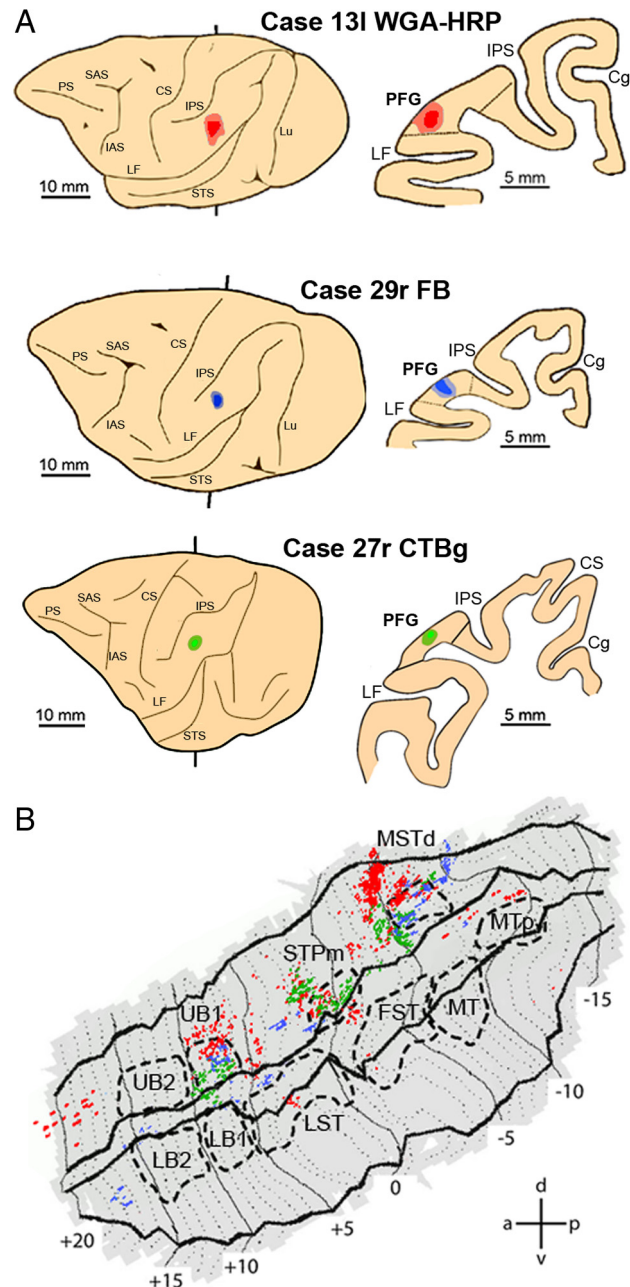 A
Case 13l WGA-HRP
PS
SAS
IAS
CS
IPS
LF
STS
Lu
10 mm
IPS
Cg
PFG
LF
5 mm
Case 29r FB
PS
SAS
IAS
CS
IPS
LF
STS
Lu
10 mm
IPS
Cg
PFG
LF
5 mm
Case 27r CTBg
PS
SAS
IAS
CS
IPS
LF
STS
10 mm
IPS
CS
Cg
PFG
LF
5 mm
B
MSTd
STPm
MTp
UB1
FST
MT
UB2
LB2
LB1
LST
-15
-10
-5
0
+5
+10
+15
+20
d
a
p
v